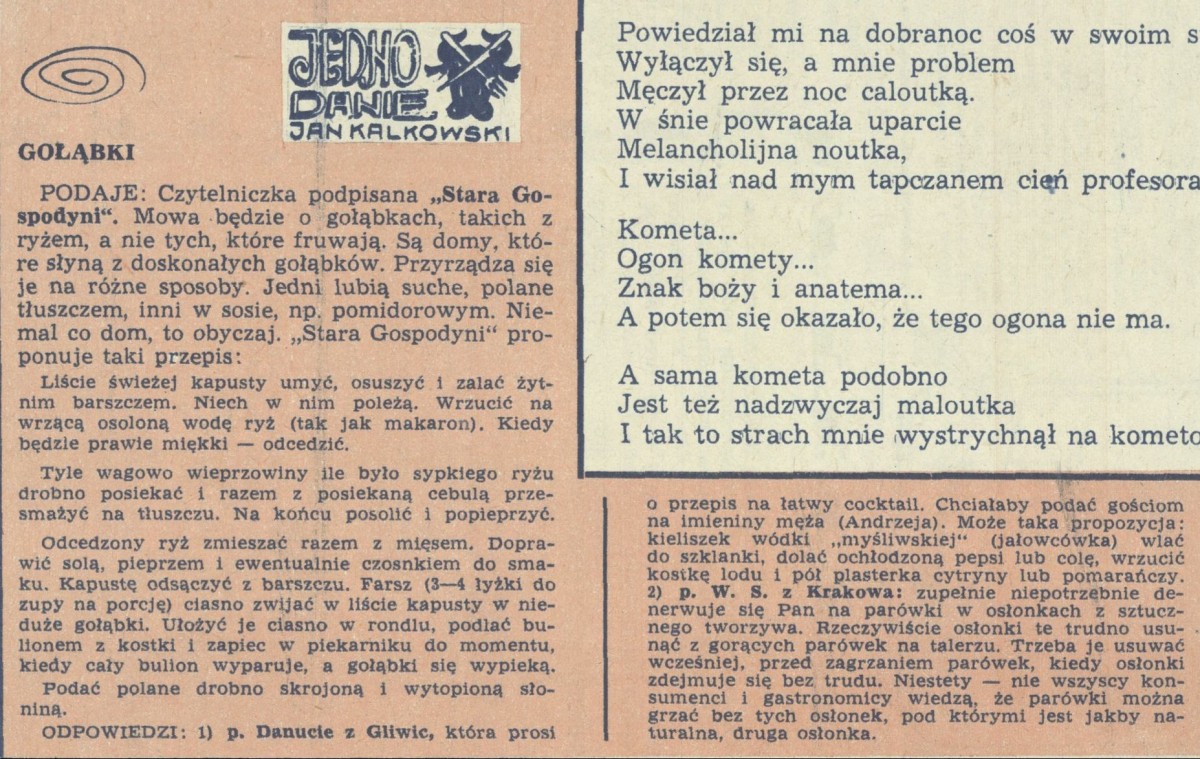 JEDNO
DANIE
JAN KALKOWSKI
GOŁĄBKI
PODAJE: Czytelniczka podpisana „Stara Go-
spodyni“. Mowa będzie o gołąbkach, takich z
ryżem, a nie tych, które fruwają. Są domy, któ-
re słyną z doskonałych gołąbków. Przyrządza się
je na różne sposoby. Jedni lubią suche, polane
tłuszczem, inni w sosie, np. pomidorowym. Nie-
mal co dom, to obyczaj. „Stara Gospodyni“ pro-
ponuje taki przepis:
Liście świeżej kapusty umyć, osuszyć i zalać żyt-
nim barszczem. Niech w nim poleżą. Wrzucić na
wrzącą osoloną wodę ryż (tak jak makaron). Kiedy
będzie prawie miękki — odcedzić.
Tyle wagowo wieprzowiny ile było sypkiego ryżu
drobno posiekać i razem z posiekaną cebulą prze-
smażyć na tłuszczu. Na końcu posolić i popieprzyć.
Odcedzony ryż zmieszać razem z mięsem. Dopra-
wić solą, pieprzem i ewentualnie czosnkiem do sma-
ku. Kapustę odsączyć z barszczu. Farsz (3—4 łyżki do
zupy na porcję) ciasno zwijać w liście kapusty w nie-
duże gołąbki. Ułożyć je ciasno w rondlu, podlać bu-
lionem z kostki i zapiec w piekarniku do momentu,
kiedy cały bulion wyparuje, a gołąbki się wypieką.
Podać polane drobno skrojoną i wytopioną sło-
niną.
ODPOWIEDZI: 1) p. Danucie z Gliwic, która prosi
o przepis na łatwy cocktail. Chciałaby podać gościom
na imieniny męża (Andrzeja). Może taka propozycja:
kieliszek wódki „myśliwskiej“ (jałowcówka) wlać
do szklanki, dolać ochłodzoną pepsi lub colę, wrzucić
kostkę lodu i pół plasterka cytryny lub pomarańczy.
2) p. W. S. z Krakowa: zupełnie niepotrzebnie de-
nerwuje się Pan na parówki w osłonkach z sztucz-
nego tworzywa. Rzeczywiście osłonki te trudno usu-
nąć z gorących parówek na talerzu. Trzeba je usuwać
wcześniej, przed zagrzaniem parówek, kiedy osłonki
zdejmuje się bez trudu. Niestety — nie wszyscy kon-
sumenci i gastronomicy wiedzą, że parówki można
grzać bez tych osłonek, pod którymi jest jakby na-
turalna, druga osłonka.
Powiedział mi na dobranoc coś w swoim s
Wyłączył się, a mnie problem
Męczył przez noc caloutką.
W śnie powracała uparcie
Melancholijna noutka,
I wisiał nad mym tapczanem cień profesora
Kometa...
Ogon komety...
Znak boży i anatema...
A potem się okazało, że tego ogona nie ma.
A sama kometa podobno
Jest też nadzwyczaj maloutka
I tak to strach mnie wystrychnął na kometo